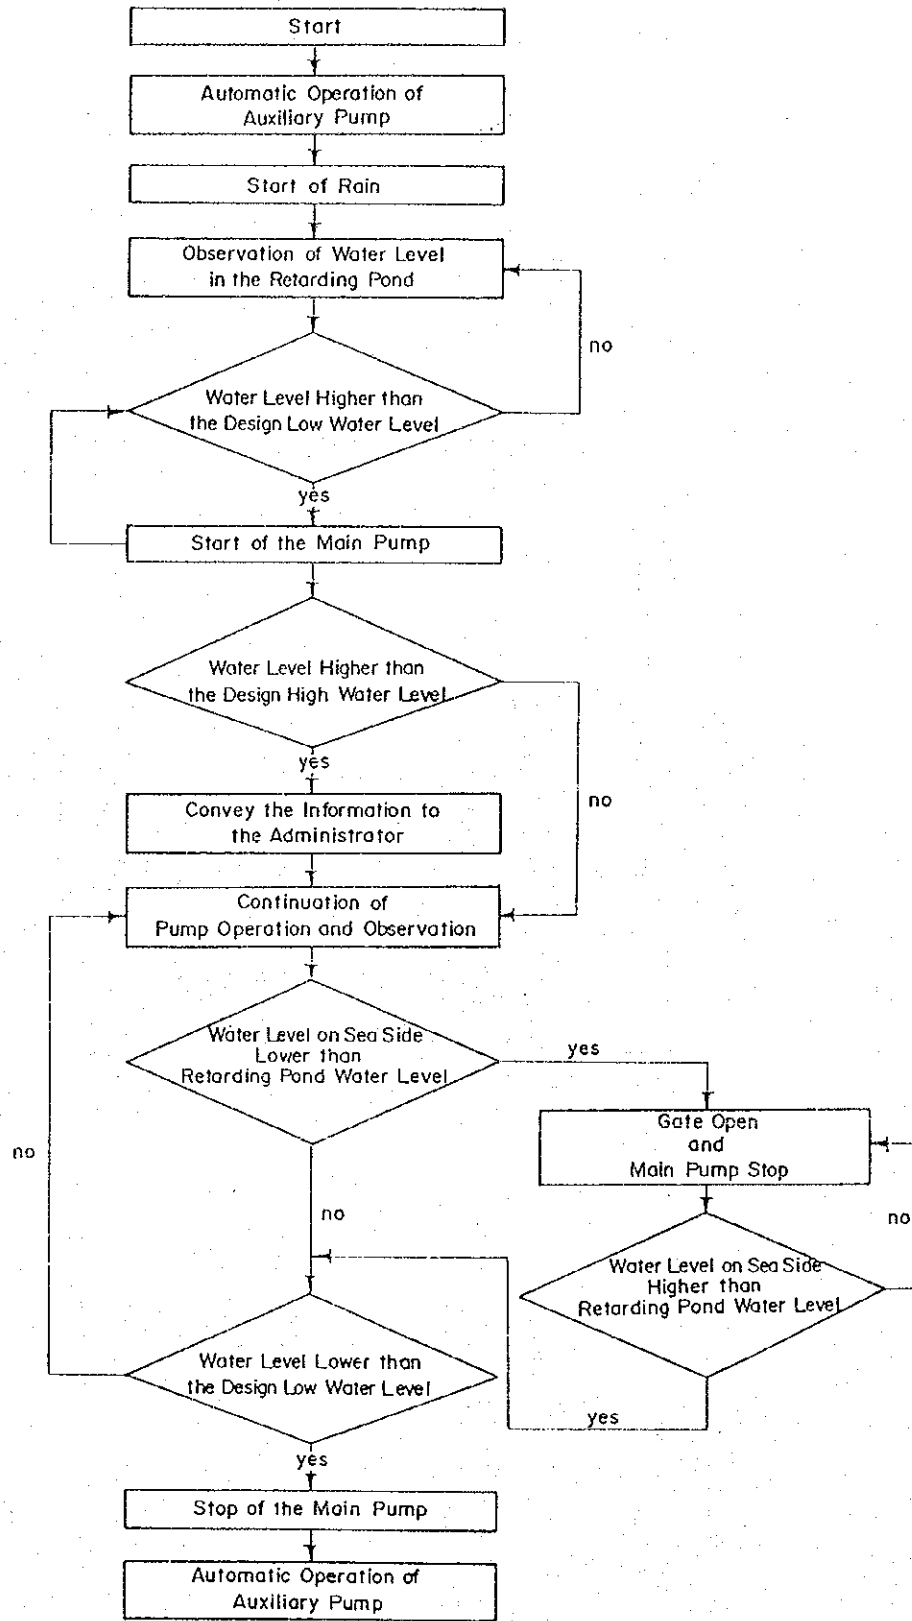 Start
Automatic Operation of
Auxiliary Pump
Start of Rain
Observation of Water Level
in the Retarding Pond
no
Water Level Higher than
the Design Low Water Level
yes
Start of the Main Pump
Water Level Higher than
the Design High Water Level
yes
no
Convey the Information to
the Administrator
Continuation of
Pump Operation and Observation
Water Level on Sea Side
Lower than
Retarding Pond Water Level
yes
Gate Open
and
Main Pump Stop
no
no
no
Water Level on Sea Side
Higher than
Retarding Pond Water Level
yes
Water Level Lower than
the Design Low Water Level
yes
Stop of the Main Pump
Automatic Operation of
Auxiliary Pump